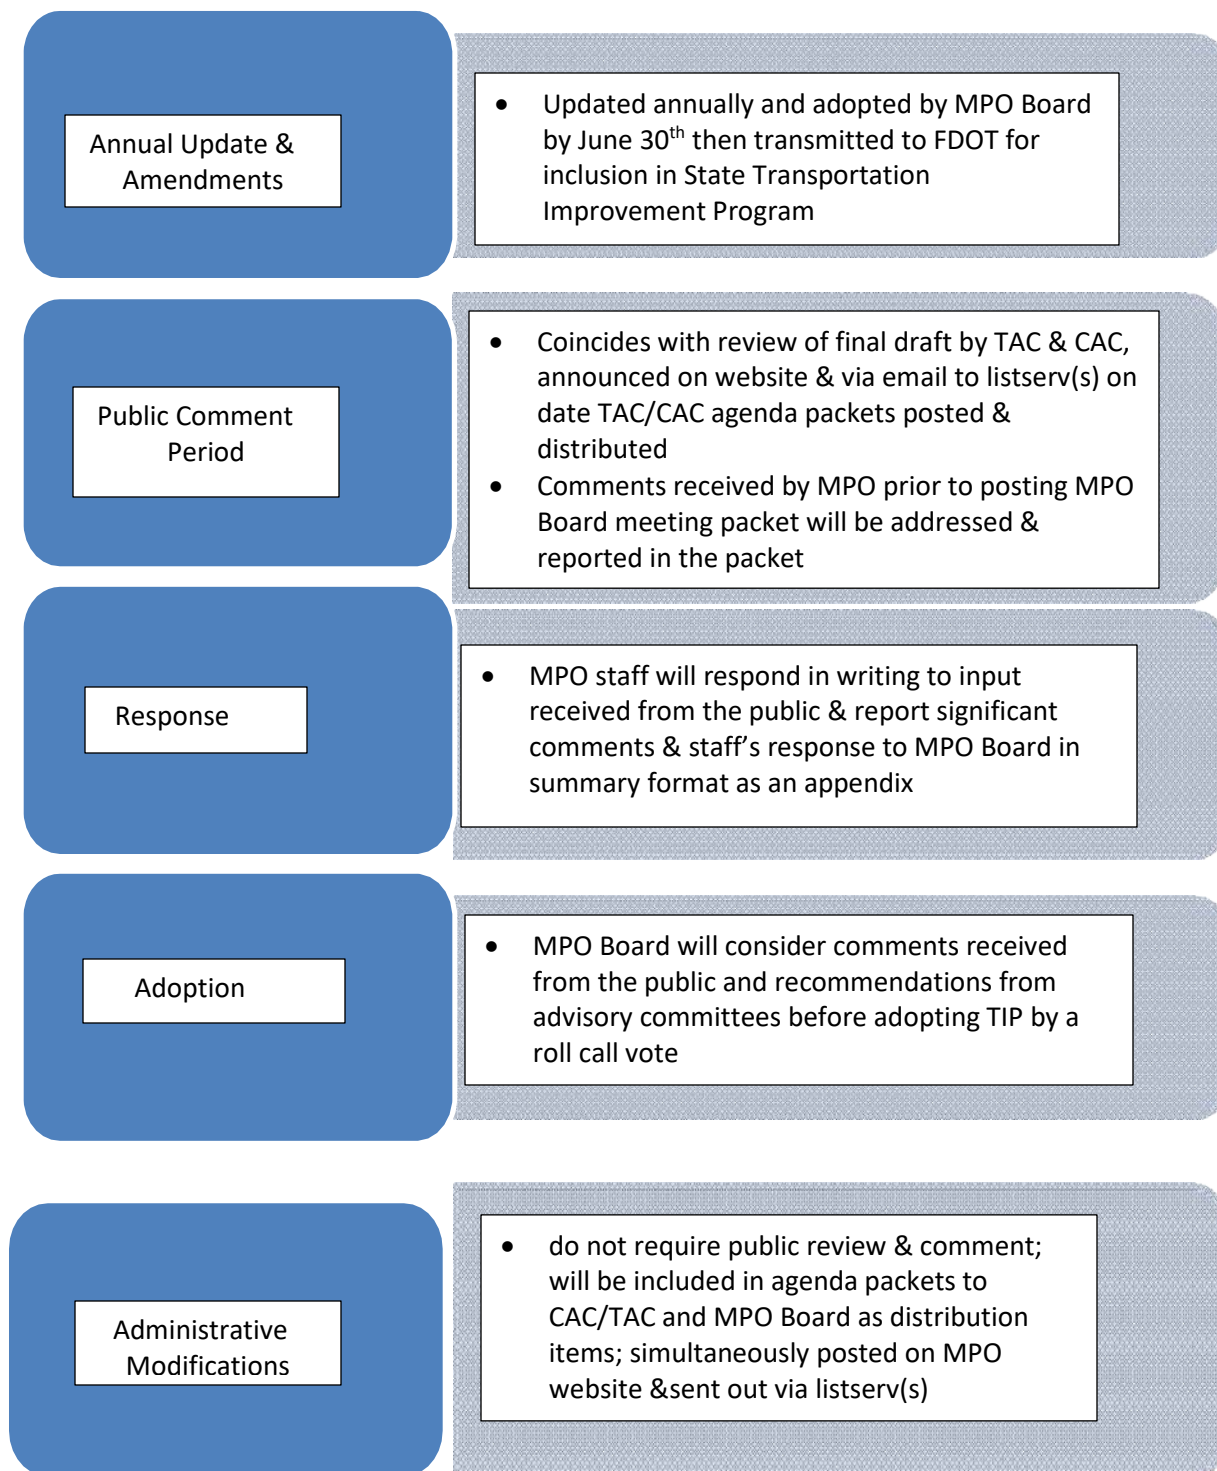 Annual Update &
Amendments
• Updated annually and adopted by MPO Board
by June 30th then transmitted to FDOT for
inclusion in State Transportation
Improvement Program
Public Comment
Period
• Coincides with review of final draft by TAC & CAC,
announced on website & via email to listserv(s) on
date TAC/CAC agenda packets posted &
distributed
• Comments received by MPO prior to posting MPO
Board meeting packet will be addressed &
reported in the packet
Response
• MPO staff will respond in writing to input
received from the public & report significant
comments & staff’s response to MPO Board in
summary format as an appendix
Adoption
• MPO Board will consider comments received
from the public and recommendations from
advisory committees before adopting TIP by a
roll call vote
Administrative
Modifications
• do not require public review & comment;
will be included in agenda packets to
CAC/TAC and MPO Board as distribution
items; simultaneously posted on MPO
website &sent out via listserv(s)